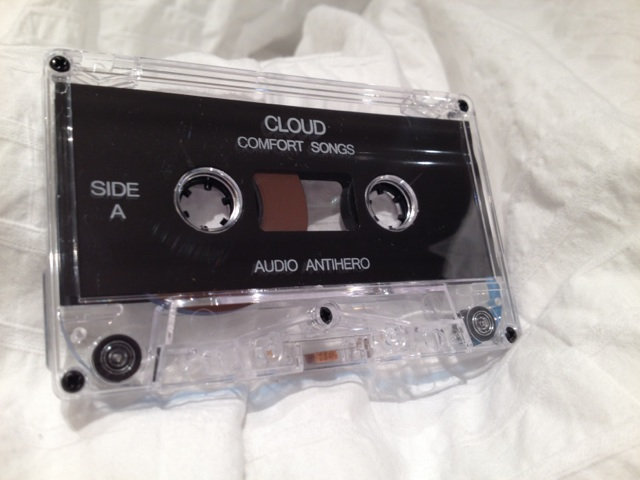 CLOUD
COMFORT SONGS
SIDE
A
AUDIO ANTIHERO